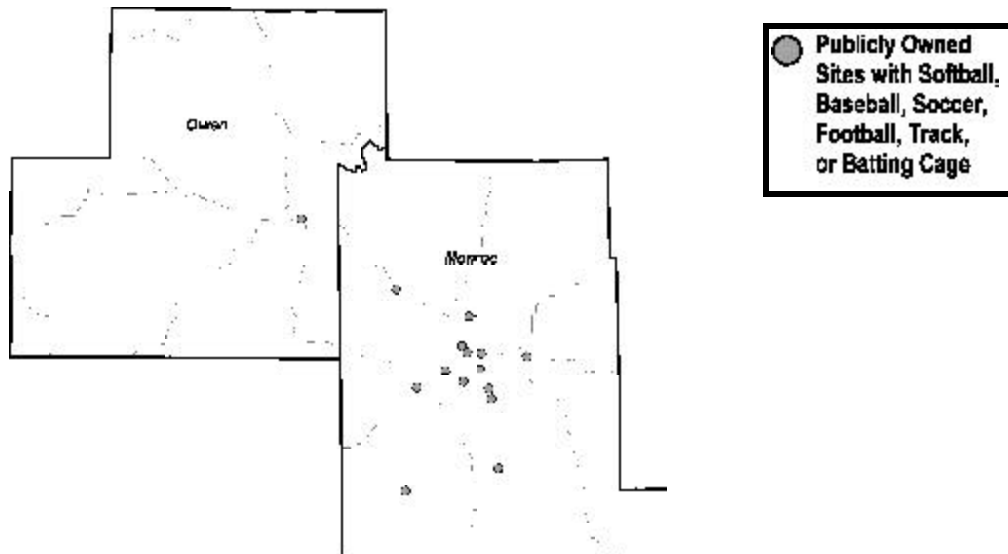 Owen
Monroe
Publicly Owned
Sites with Softball,
Baseball, Soccer,
Football, Track,
or Batting Cage